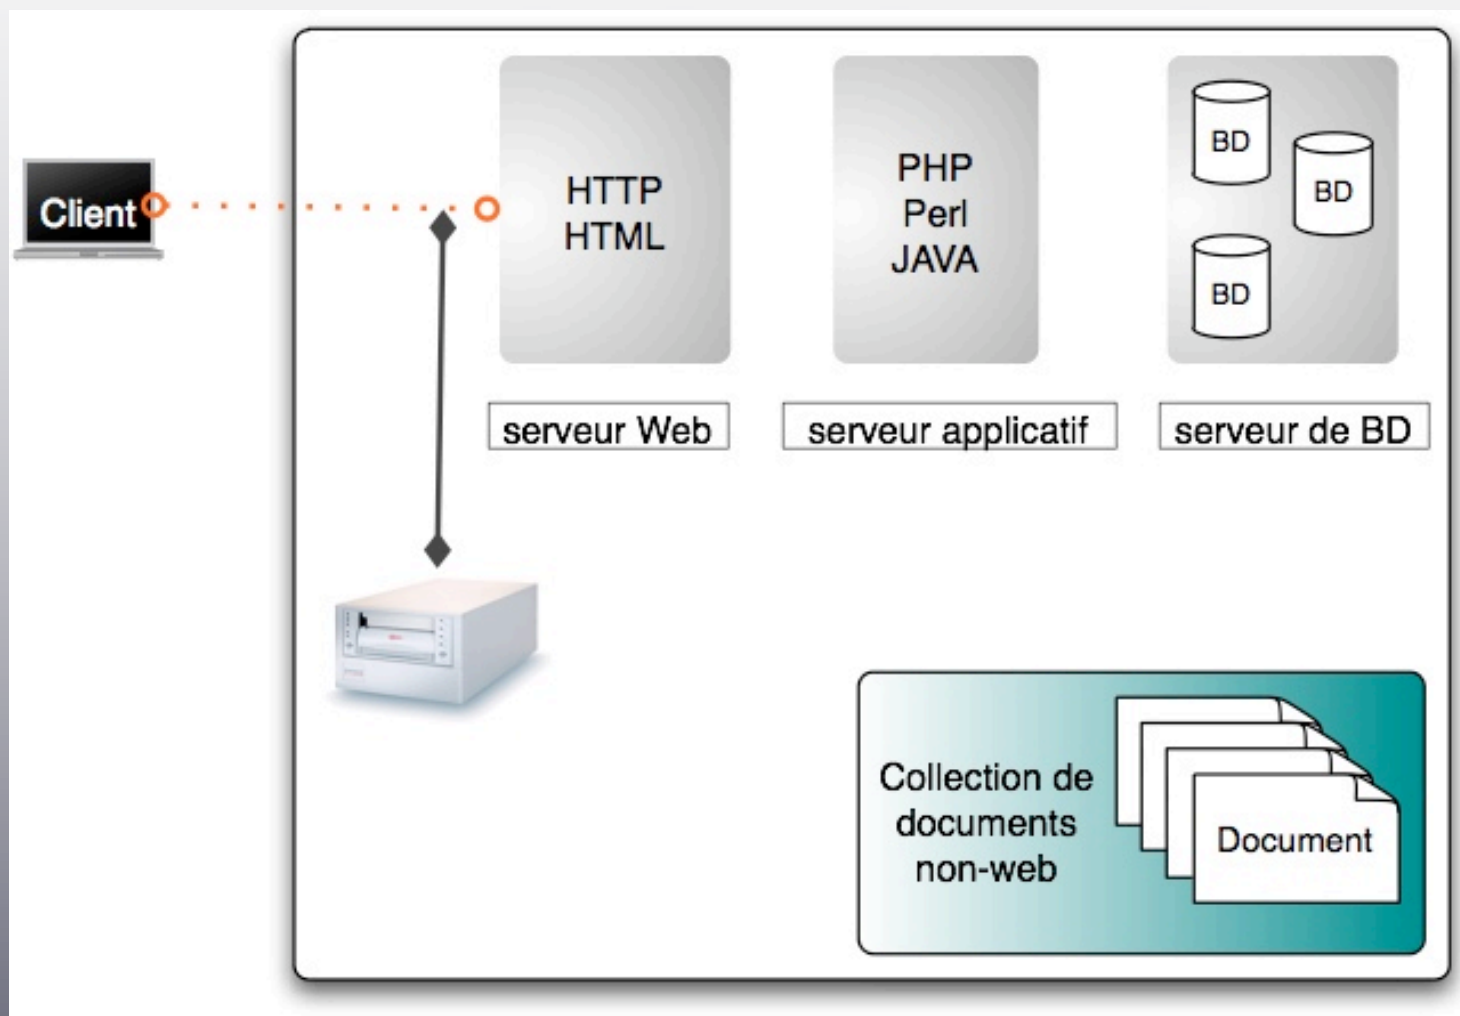 Client
HTTP
HTML
PHP
Perl
JAVA
BD
BD
BD
serveur Web
serveur applicatif
serveur de BD
Collection de
documents
non-web
Document